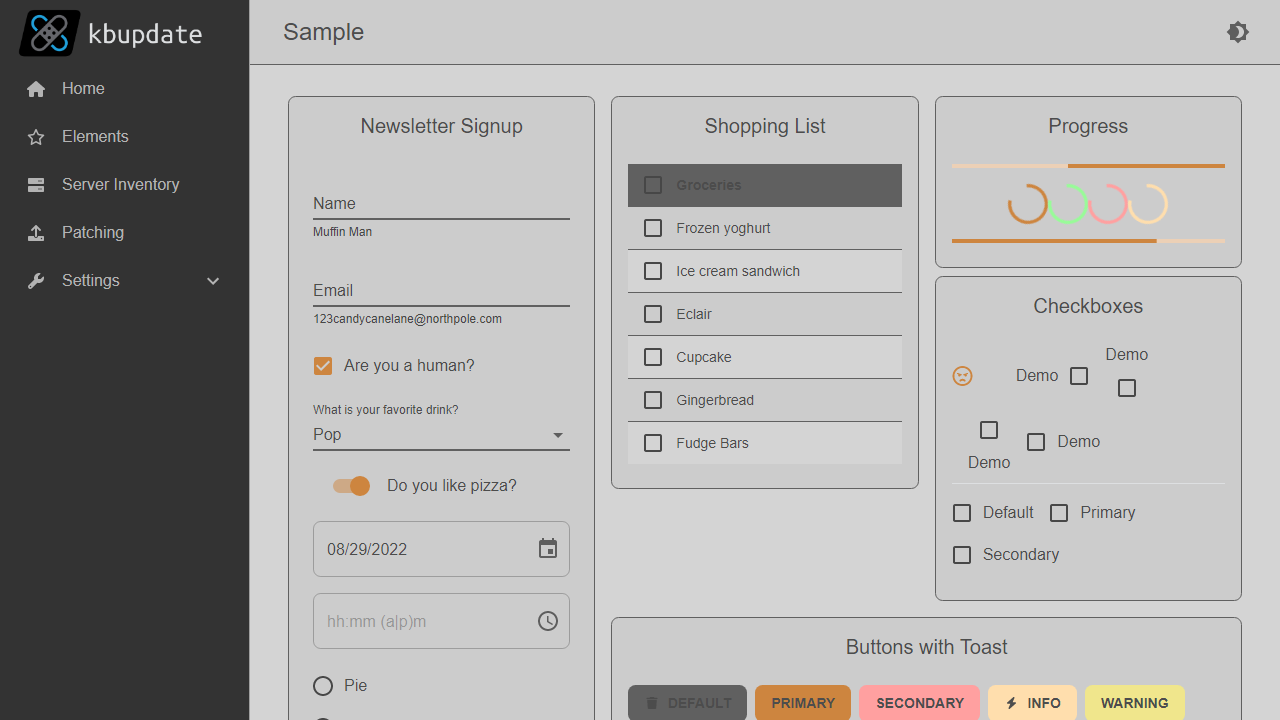 kbupdate
Home
Elements
Server Inventory
Patching
Settings
Sample
Newsletter Signup
Name
Muffin Man
Email
123candycanelane@northpole.com
Are you a human?
What is your favorite drink?
Pop
Do you like pizza?
08/29/2022
hh:mm (a|p)m
Pie
Shopping List
Groceries
Frozen yoghurt
Ice cream sandwich
Eclair
Cupcake
Gingerbread
Fudge Bars
Progress
Checkboxes
Demo
Demo
Demo
Demo
Default
Primary
Secondary
Buttons with Toast
DEFAULT
PRIMARY
SECONDARY
INFO
WARNING